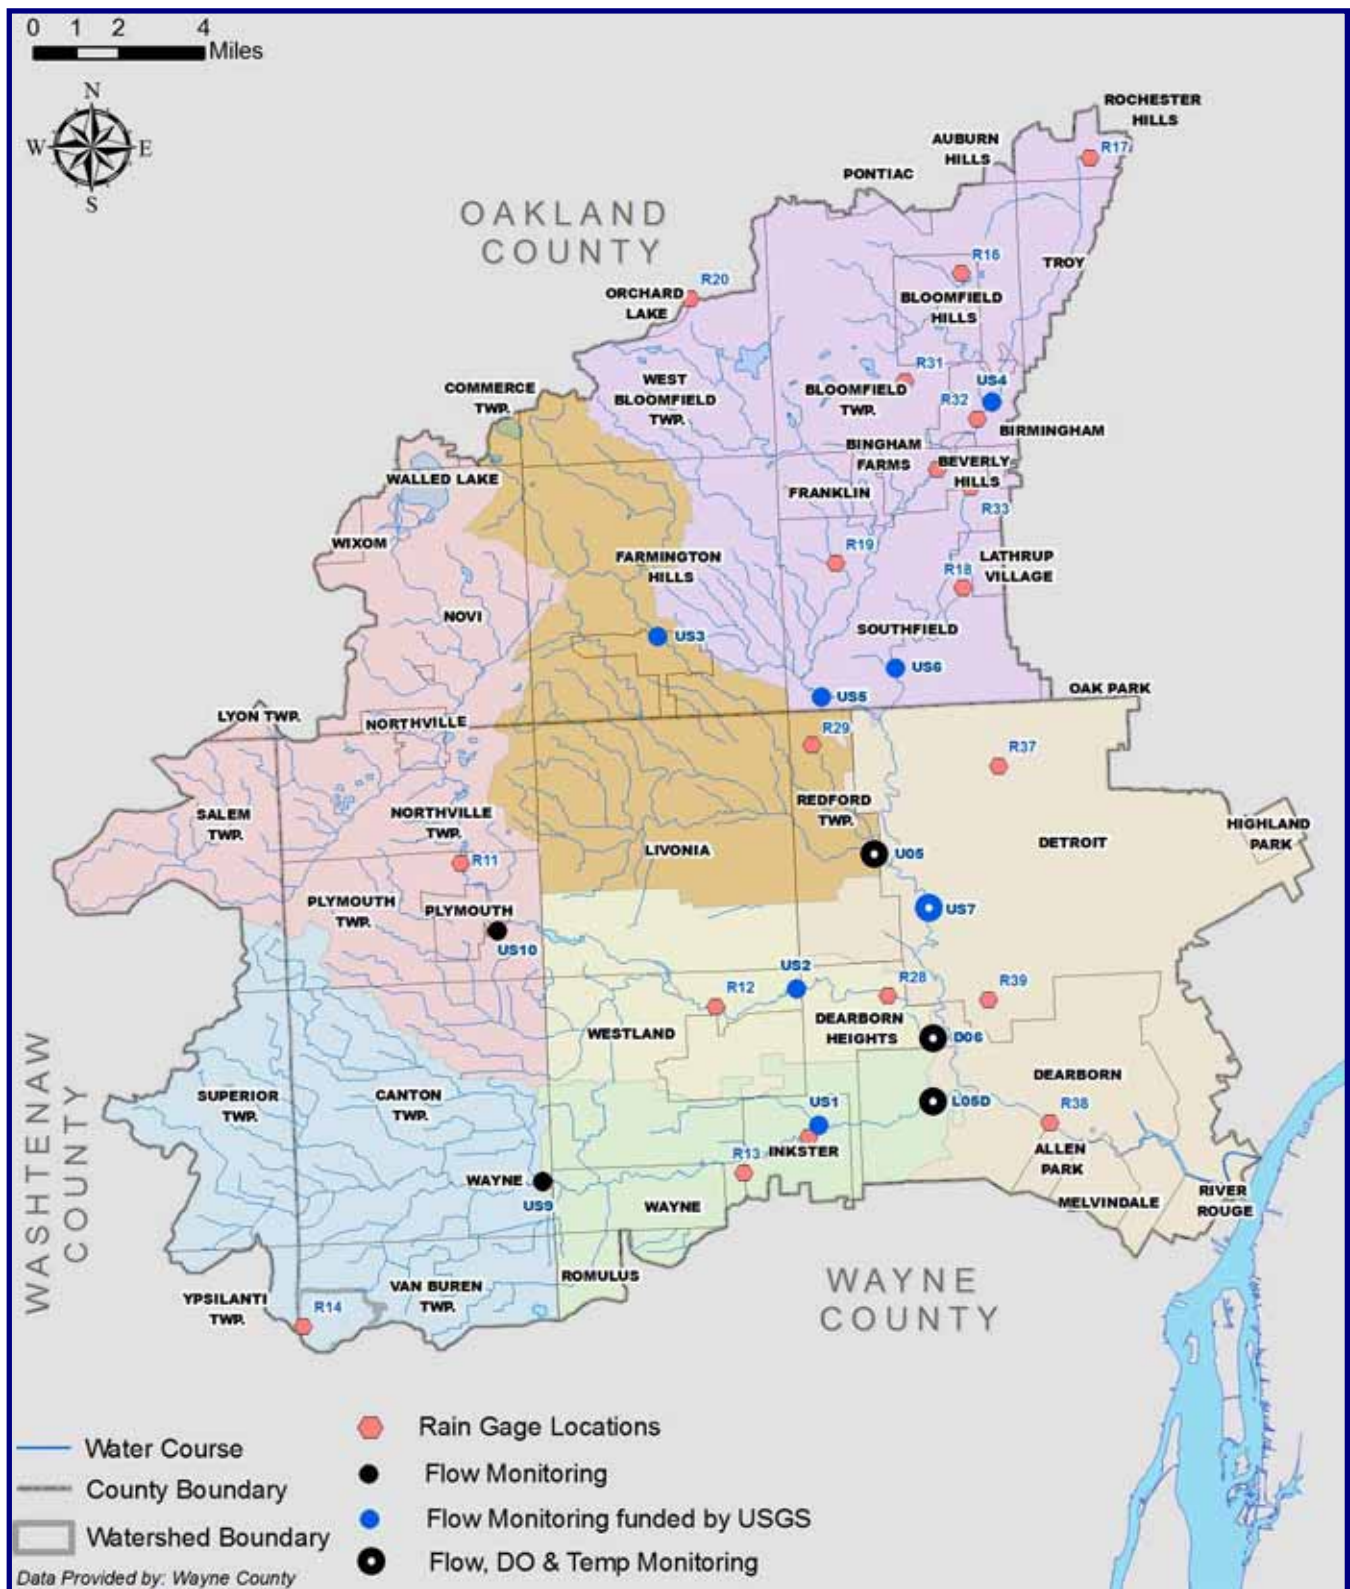 0 1 2 4
Miles
N
W E
S
ROCHESTER
HILLS
AUBURN
HILLS
R17
PONTIAC
OAKLAND
COUNTY
R16
TROY
R20
ORCHARD
LAKE
BLOOMFIELD
HILLS
R31
WEST
BLOOMFIELD
TWP.
BLOOMFIELD
TWP.
US4
COMMERCE
TWP.
R32
BIRMINGHAM
BINGHAM
FARMS
BEVERLY
HILLS
WALLED LAKE
FRANKLIN
R33
WIXOM
R19
FARMINGTON
HILLS
LATHRUP
VILLAGE
R18
NOVI
SOUTHFIELD
US3
US6
US5
OAK PARK
LYON TWP.
NORTHVILLE
R29
R37
SALEM
TWP.
NORTHVILLE
TWP.
REDFORD
TWP.
HIGHLAND
PARK
DETROIT
LIVONIA
U05
R11
PLYMOUTH
TWP.
PLYMOUTH
US7
US10
US2
R12
R28
R39
WESTLAND
DEARBORN
HEIGHTS
D06
WASHTENAW
COUNTY
SUPERIOR
TWP.
CANTON
TWP.
DEARBORN
L05D
US1
R38
R13
INKSTER
ALLEN
PARK
WAYNE
US9
WAYNE
MELVINDALE
RIVER
ROUGE
ROMULUS
WAYNE
COUNTY
YPSILANTI
TWP.
R14
VAN BUREN
TWP.
Water Course
County Boundary
Watershed Boundary
Data Provided by: Wayne County
Rain Gage Locations
Flow Monitoring
Flow Monitoring funded by USGS
Flow, DO & Temp Monitoring